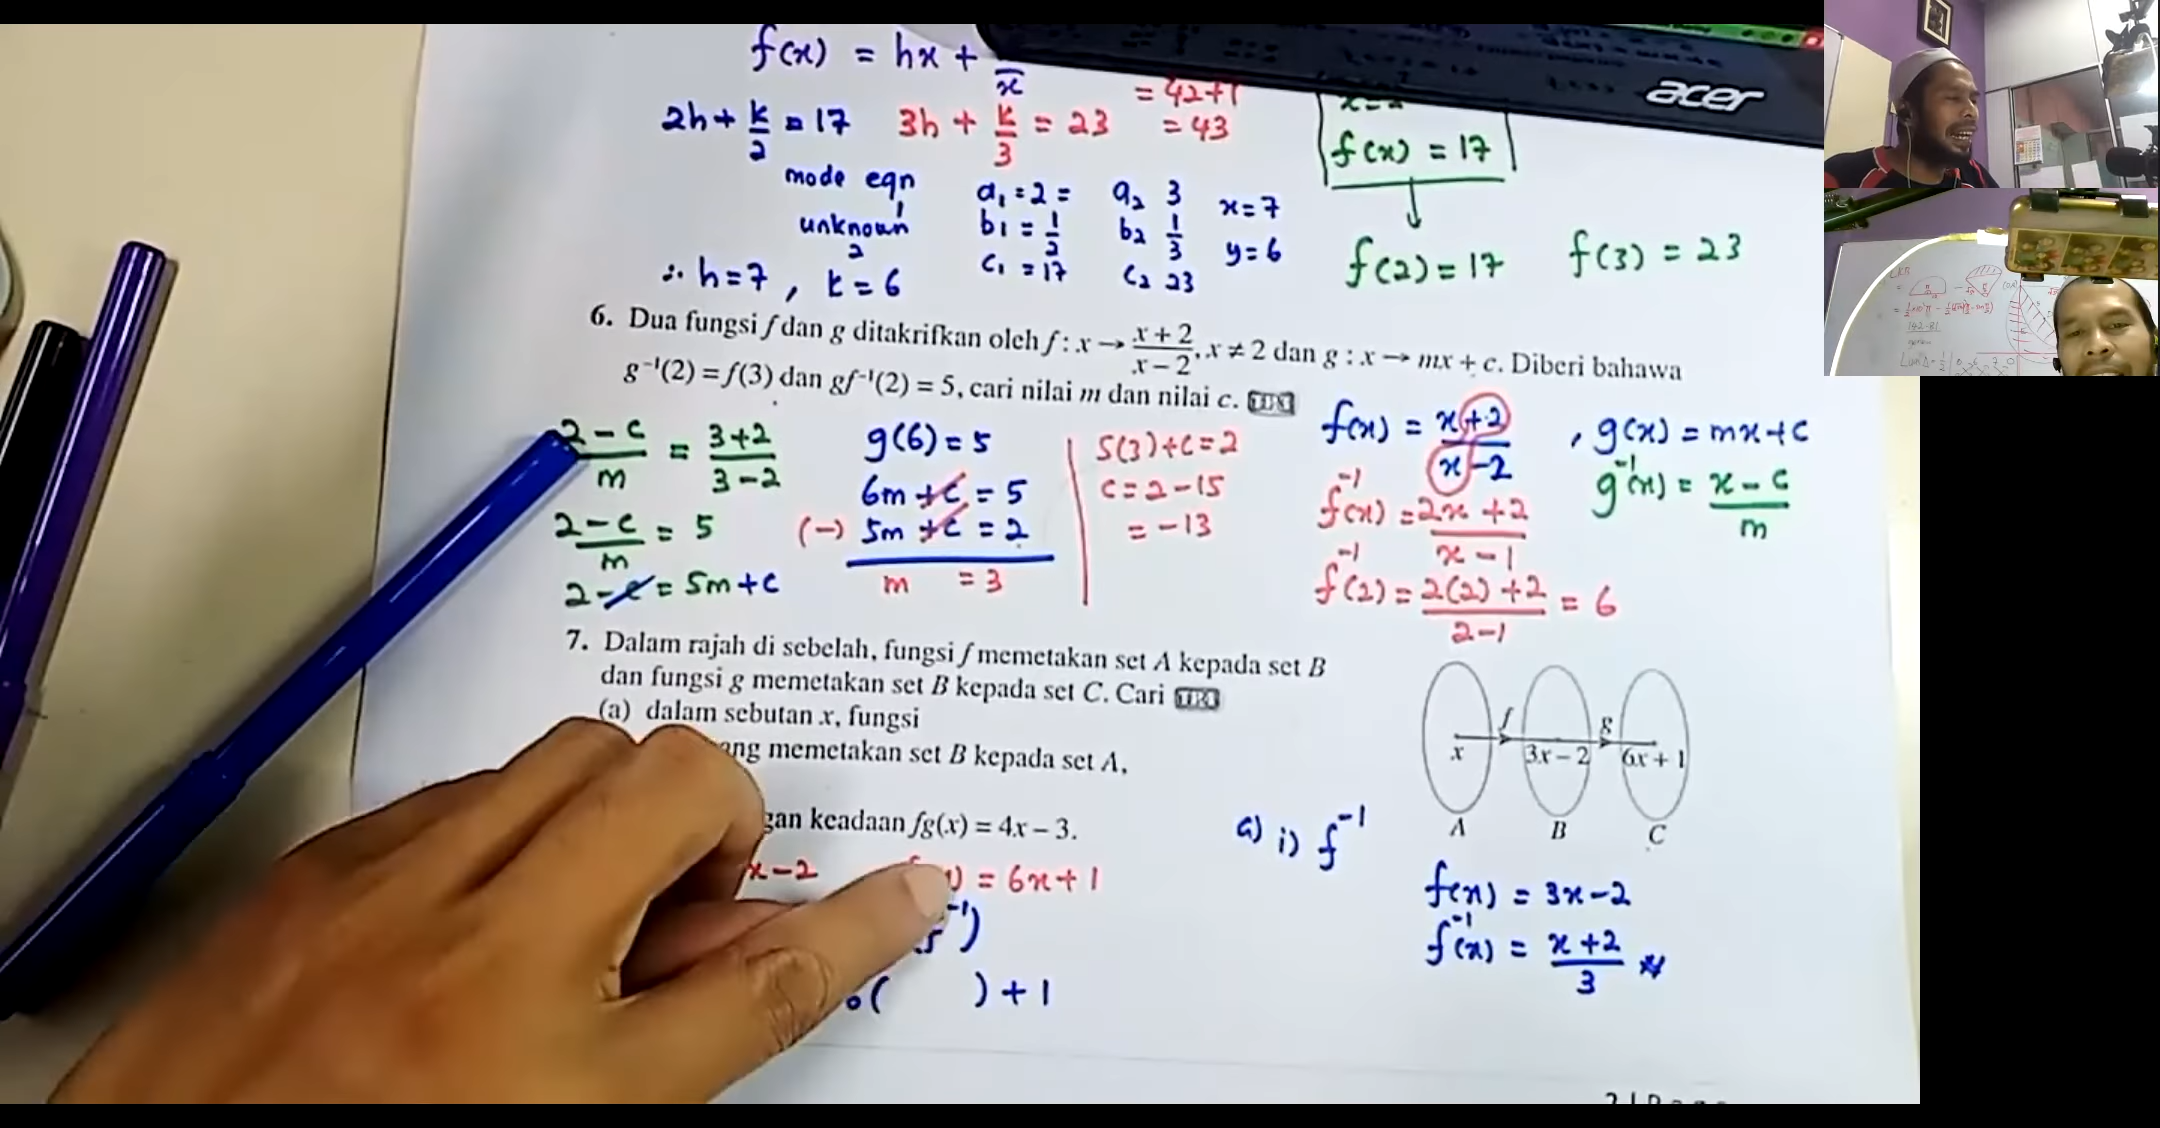 f(x) = hx +
x
acer
= 42+1
= 43
2h + k/2 = 17
3h + k/3 = 23
f(x) = 17
mode eqn
unknown
2
a1 = 2 =
b1 = 1/2
c1 = 17
a2 3
b2 1/3
c2 23
x = 7
y = 6
∴ h = 7 , k = 6
f(2) = 17
f(3) = 23
6. Dua fungsi f dan g ditakrifkan oleh f : x → (x + 2)/(x – 2), x ≠ 2 dan g : x → mx + c. Diberi bahawa
g⁻¹(2) = f(3) dan gf⁻¹(2) = 5, cari nilai m dan nilai c.
(2 – c)/m = (3+2)/(3–2)
(2 – c)/m = 5
2 – c = 5m + c
g(6) = 5
6m + c = 5
(–) 5m + c = 2
m = 3
5(3) + c = 2
c = 2 – 15
= –13
f(x) = (x+2)/(x–2) , g(x) = mx + c
f⁻¹(x) = (2x + 2)/(x – 1)
g⁻¹(x) = (x – c)/m
f⁻¹(2) = (2(2) + 2)/(2 – 1) = 6
7. Dalam rajah di sebelah, fungsi f memetakan set A kepada set B
dan fungsi g memetakan set B kepada set C. Cari
(a) dalam sebutan x, fungsi
ang memetakan set B kepada set A,
gan keadaan fg(x) = 4x – 3.
f
g
x
3x – 2
6x + 1
A
B
C
x – 2
= 6x + 1
⁻¹)
( ) + 1
a) i) f⁻¹
f(x) = 3x – 2
f⁻¹(x) = (x + 2)/3